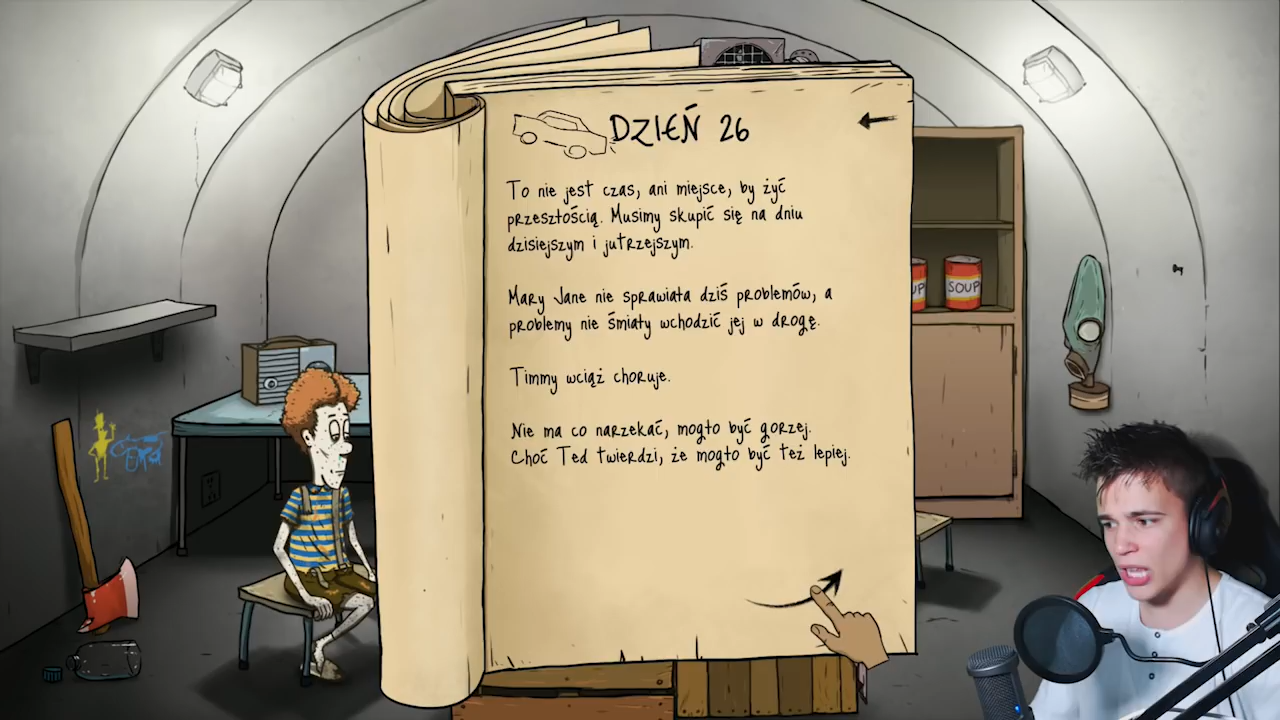 DZIEŃ 26
To nie jest czas, ani miejsce, by żyć
przeszłością. Musimy skupić się na dniu
dzisiejszym i jutrzejszym.
Mary Jane nie sprawiała dziś problemów, a
problemy nie śmiały wchodzić jej w drogę.
Timmy wciąż choruje.
Nie ma co narzekać, mogło być gorzej.
Choć Ted twierdzi, że mogło być też lepiej.
UP
SOUP